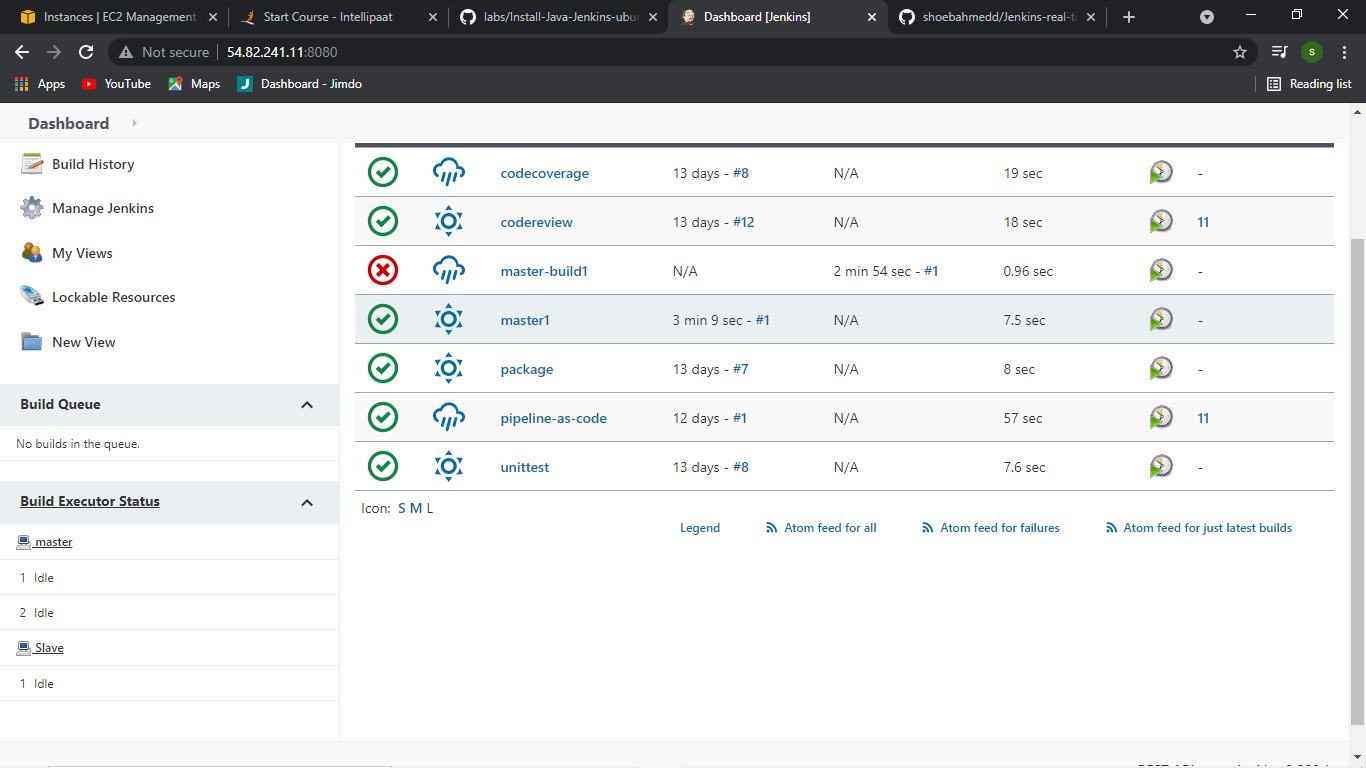 Instances | EC2 Management
Start Course - Intellipaat
labs/Install-Java-Jenkins-ubu
Dashboard [Jenkins]
shoebahmedd/Jenkins-real-ti
Not secure
54.82.241.11:8080
S
Apps
YouTube
Maps
Dashboard - Jimdo
Reading list
Dashboard
Build History
Manage Jenkins
My Views
Lockable Resources
New View
Build Queue
No builds in the queue.
Build Executor Status
master
1 Idle
2 Idle
Slave
1 Idle
codecoverage 13 days - #8 N/A 19 sec -
codereview 13 days - #12 N/A 18 sec 11
master-build1 N/A 2 min 54 sec - #1 0.96 sec -
master1 3 min 9 sec - #1 N/A 7.5 sec -
package 13 days - #7 N/A 8 sec -
pipeline-as-code 12 days - #1 N/A 57 sec 11
unittest 13 days - #8 N/A 7.6 sec -
Icon: S M L
Legend
Atom feed for all
Atom feed for failures
Atom feed for just latest builds